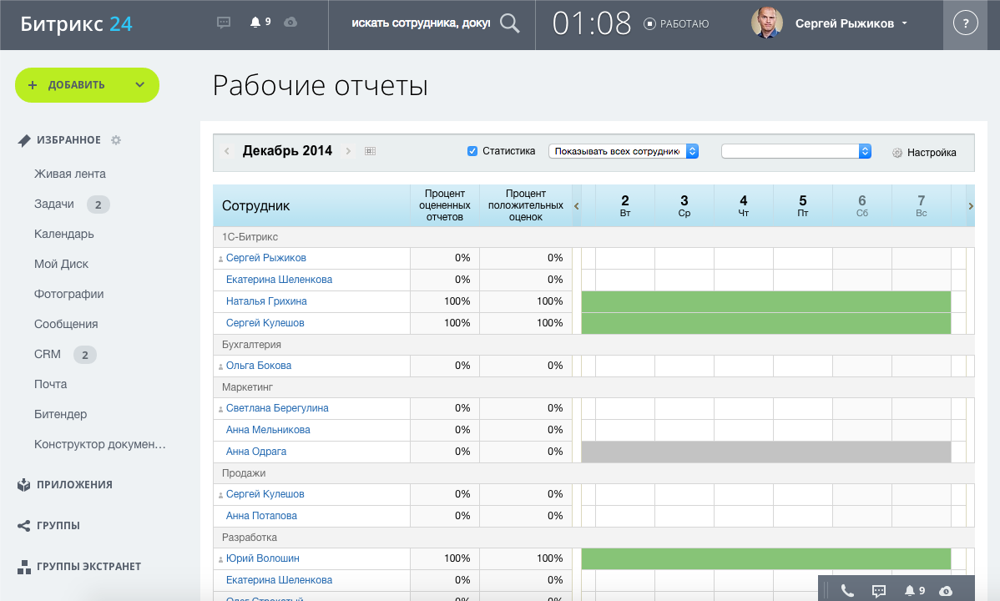 Битрикс 24
9
искать сотрудника, докум
01:08
РАБОТАЮ
Сергей Рыжиков
?
+ ДОБАВИТЬ
Рабочие отчеты
ИЗБРАННОЕ
Живая лента
Задачи 2
Календарь
Мой Диск
Фотографии
Сообщения
CRM 2
Почта
Битендер
Конструктор докумен...
ПРИЛОЖЕНИЯ
ГРУППЫ
ГРУППЫ ЭКСТРАНЕТ
Декабрь 2014
Статистика
Показывать всех сотрудник
Настройка
Сотрудник
Процент
оцененных
отчетов
Процент
положительных
оценок
2 3 4 5 6 7
Вт Ср Чт Пт Сб Вс
1С-Битрикс
Сергей Рыжиков 0% 0%
Екатерина Шеленкова 0% 0%
Наталья Грихина 100% 100%
Сергей Кулешов 100% 100%
Бухгалтерия
Ольга Бокова 0% 0%
Маркетинг
Светлана Берегулина 0% 0%
Анна Мельникова 0% 0%
Анна Одрага 0% 0%
Продажи
Сергей Кулешов 0% 0%
Анна Потапова 0% 0%
Разработка
Юрий Волошин 100% 100%
Екатерина Шеленкова 0% 0%
9